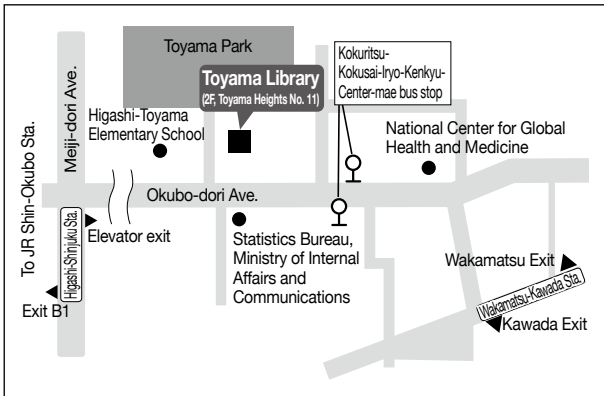 Toyama Park
Toyama Library
(2F, Toyama Heights No. 11)
Kokuritsu-
Kokusai-Iryo-Kenkyu-
Center-mae bus stop
Meiji-dori Ave.
To JR Shin-Okubo Sta.
Higashi-Toyama
Elementary School
National Center for Global
Health and Medicine
Okubo-dori Ave.
Higashi-Shinjuku Sta.
Elevator exit
Exit B1
Statistics Bureau,
Ministry of Internal
Affairs and
Communications
Wakamatsu Exit
Wakamatsu-Kawada Sta.
Kawada Exit